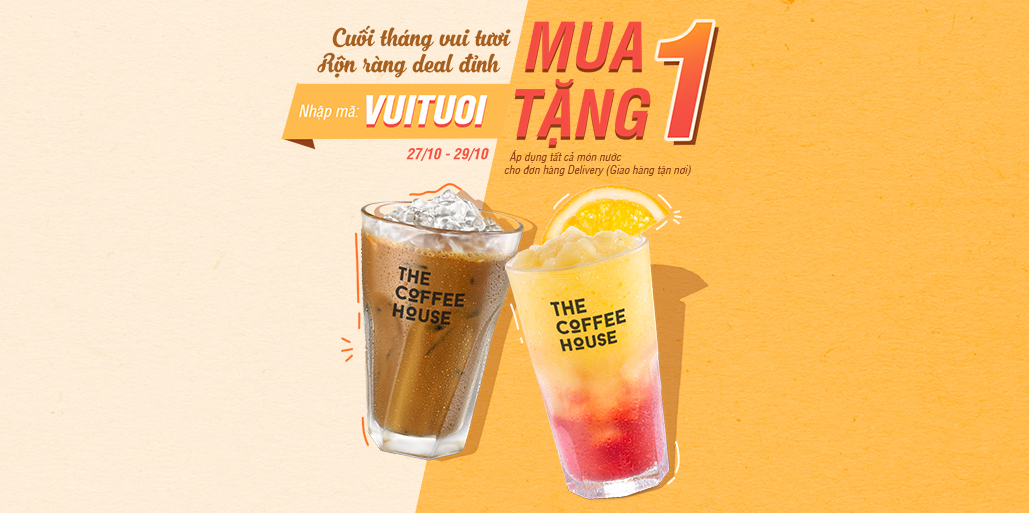 Cuối tháng vui tươi
Rộn ràng deal đỉnh
Nhập mã: VUITUOI
27/10 - 29/10
MUA 1
TẶNG
Áp dụng tất cả món nước
cho đơn hàng Delivery (Giao hàng tận nơi)
THE
COFFEE
HOUSE
THE
COFFEE
HOUSE